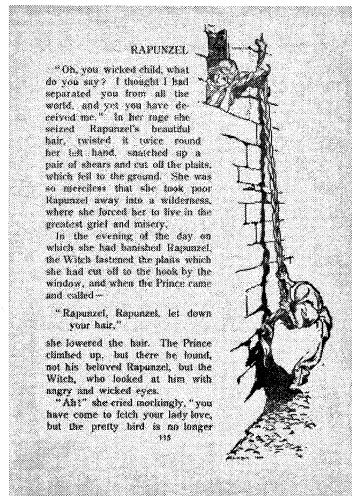 RAPUNZEL
"Oh, you wicked child, what
do you say? I thought I had
separated you from all the
world, and yet you have de-
ceived me." In her rage she
seized Rapunzel's beautiful
hair, twisted it twice round
her left hand, snatched up a
pair of shears and cut off the plaits,
which fell to the ground. She was
so merciless that she took poor
Rapunzel away into a wilderness,
where she forced her to live in the
greatest grief and misery.
In the evening of the day on
which she had banished Rapunzel,
the Witch fastened the plaits which
she had cut off to the hook by the
window, and when the Prince came
and called—
"Rapunzel, Rapunzel, let down
your hair,"
she lowered the hair. The Prince
climbed up, but there he found,
not his beloved Rapunzel, but the
Witch, who looked at him with
angry and wicked eyes.
"Ah!" she cried mockingly, "you
have come to fetch your lady love,
but the pretty bird is no longer
115